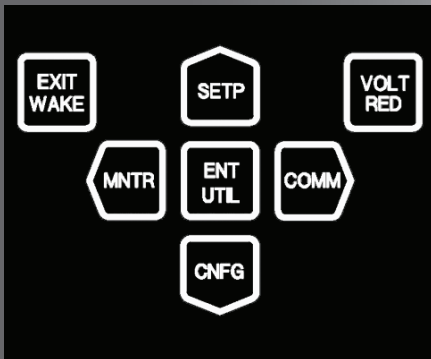 EXIT
WAKE
SETP
VOLT
RED
MNTR
ENT
UTIL
COMM
CNFG